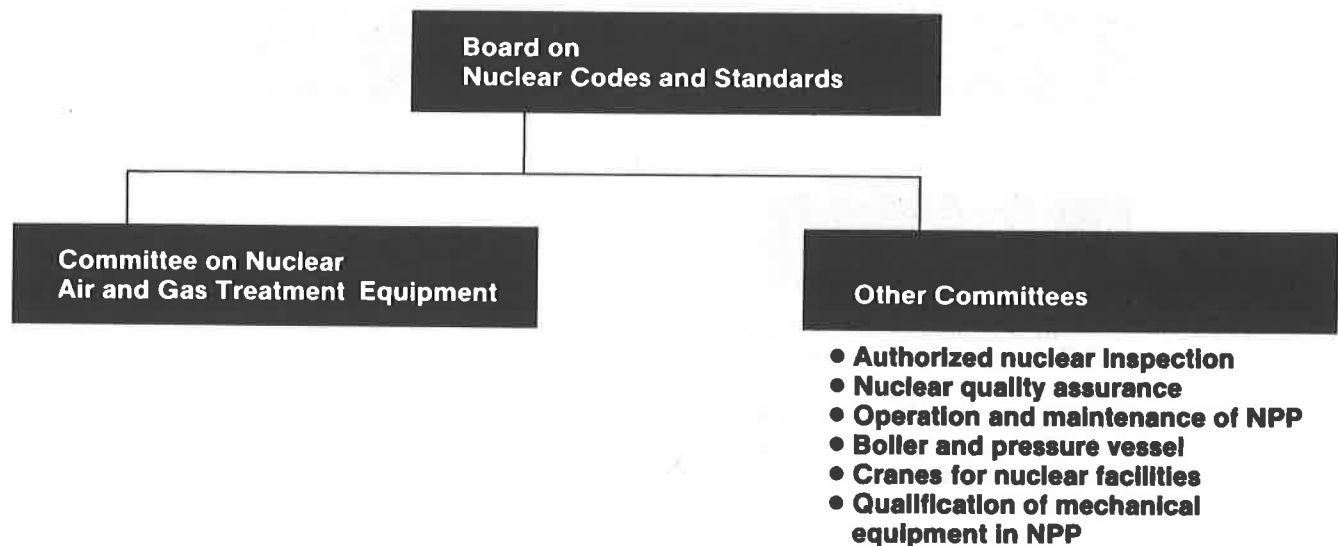 Board on
Nuclear Codes and Standards
Committee on Nuclear
Air and Gas Treatment Equipment
Other Committees
● Authorized nuclear inspection
● Nuclear quality assurance
● Operation and maintenance of NPP
● Boiler and pressure vessel
● Cranes for nuclear facilities
● Qualification of mechanical
equipment in NPP